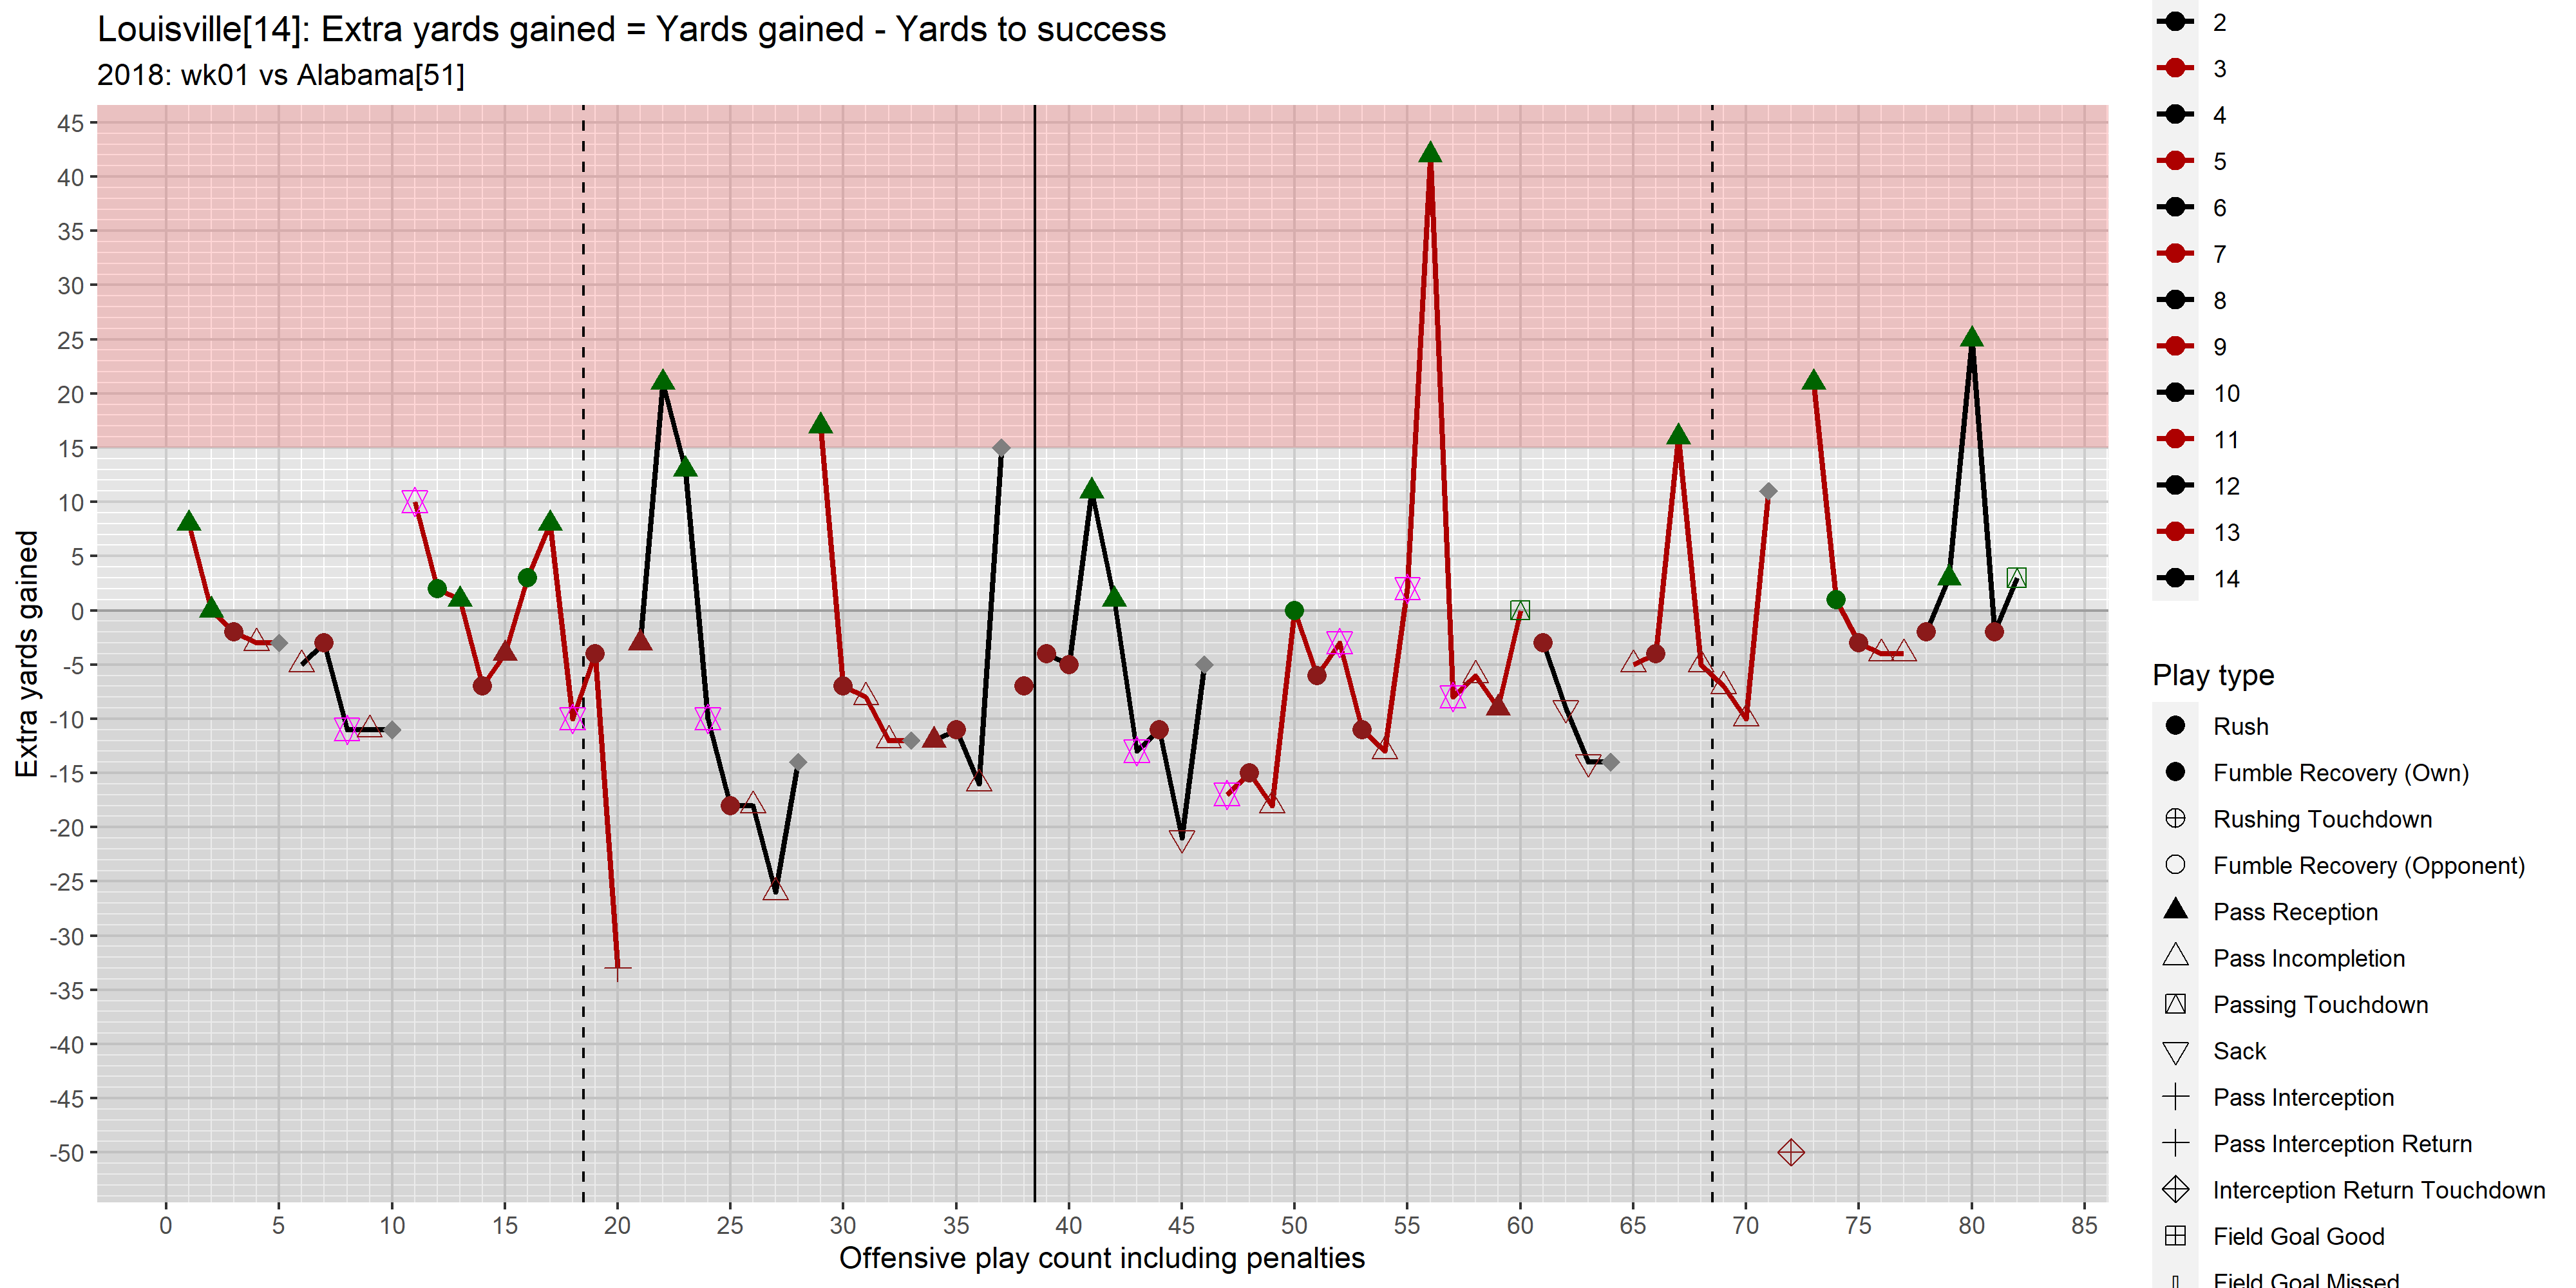 Louisville[14]: Extra yards gained = Yards gained - Yards to success
2018: wk01 vs Alabama[51]
Extra yards gained
45
40
35
30
25
20
15
10
5
0
-5
-10
-15
-20
-25
-30
-35
-40
-45
-50
0 5 10 15 20 25 30 35 40 45 50 55 60 65 70 75 80 85
Offensive play count including penalties
2
3
4
5
6
7
8
9
10
11
12
13
14
Play type
Rush
Fumble Recovery (Own)
Rushing Touchdown
Fumble Recovery (Opponent)
Pass Reception
Pass Incompletion
Passing Touchdown
Sack
Pass Interception
Pass Interception Return
Interception Return Touchdown
Field Goal Good
Field Goal Missed